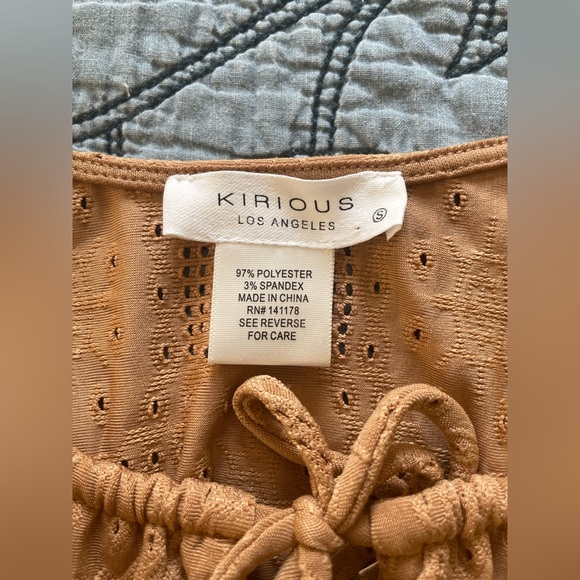 KIRIOUS
LOS ANGELES
S
97% POLYESTER
3% SPANDEX
MADE IN CHINA
RN# 141178
SEE REVERSE
FOR CARE